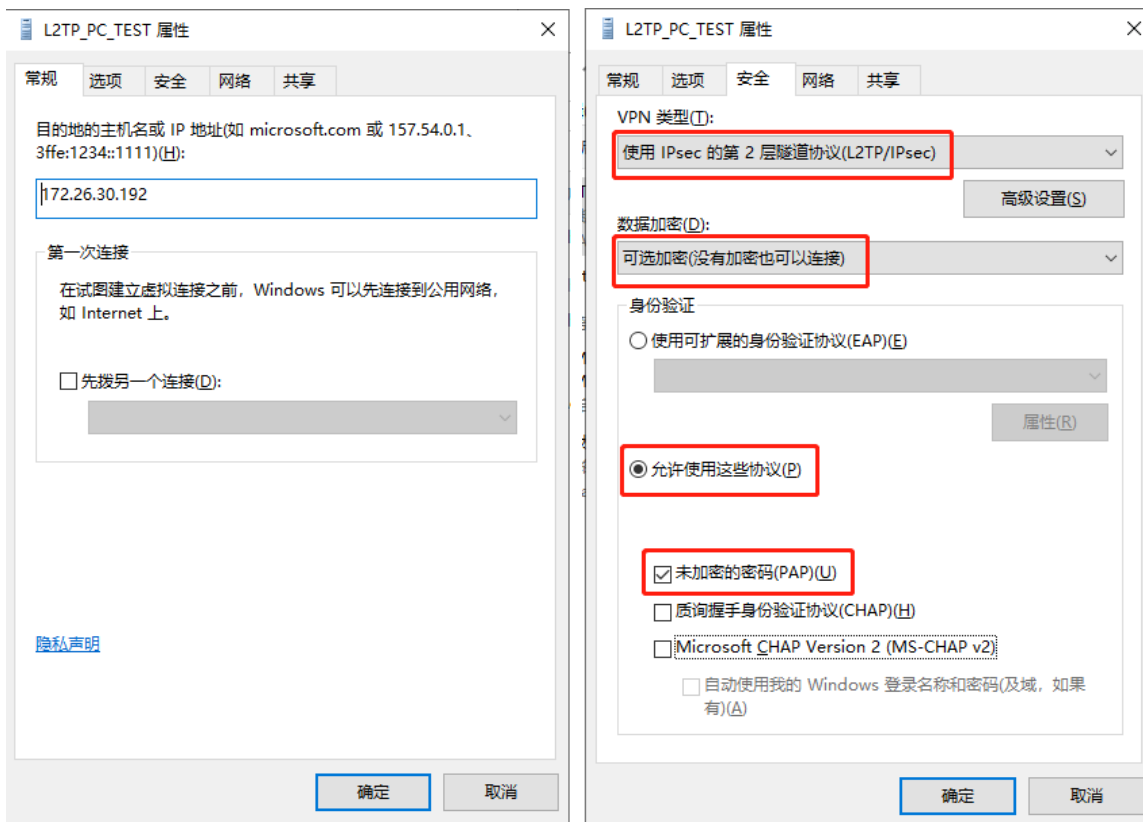 L2TP_PC_TEST 属性
常规
选项
安全
网络
共享
目的地的主机名或 IP 地址(如 microsoft.com 或 157.54.0.1、
3ffe:1234::1111)(H):
172.26.30.192
第一次连接
在试图建立虚拟连接之前，Windows 可以先连接到公用网络，
如 Internet 上。
先拨另一个连接(D):
隐私声明
确定
取消
L2TP_PC_TEST 属性
常规
选项
安全
网络
共享
VPN 类型(T):
使用 IPsec 的第 2 层隧道协议(L2TP/IPsec)
高级设置(S)
数据加密(D):
可选加密(没有加密也可以连接)
身份验证
使用可扩展的身份验证协议(EAP)(E)
属性(R)
允许使用这些协议(P)
未加密的密码(PAP)(U)
质询握手身份验证协议(CHAP)(H)
Microsoft CHAP Version 2 (MS-CHAP v2)
自动使用我的 Windows 登录名称和密码(及域，如果
有)(A)
确定
取消